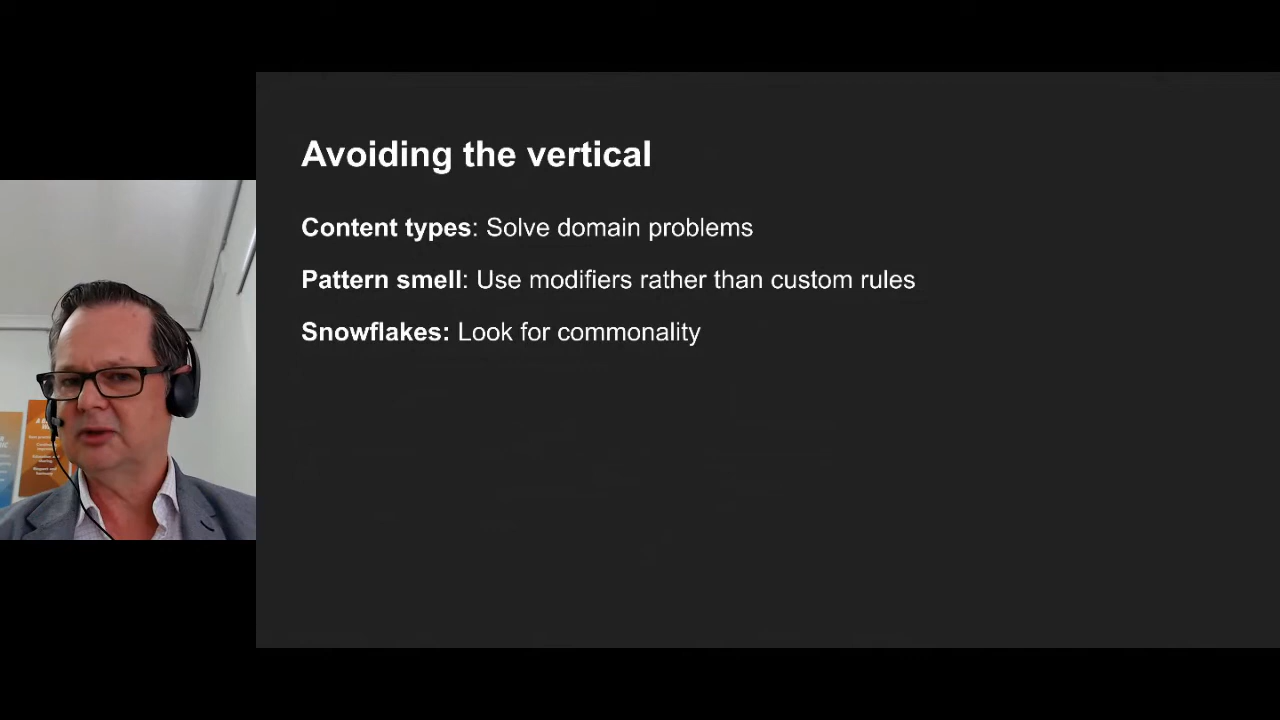 Avoiding the vertical
Content types: Solve domain problems
Pattern smell: Use modifiers rather than custom rules
Snowflakes: Look for commonality